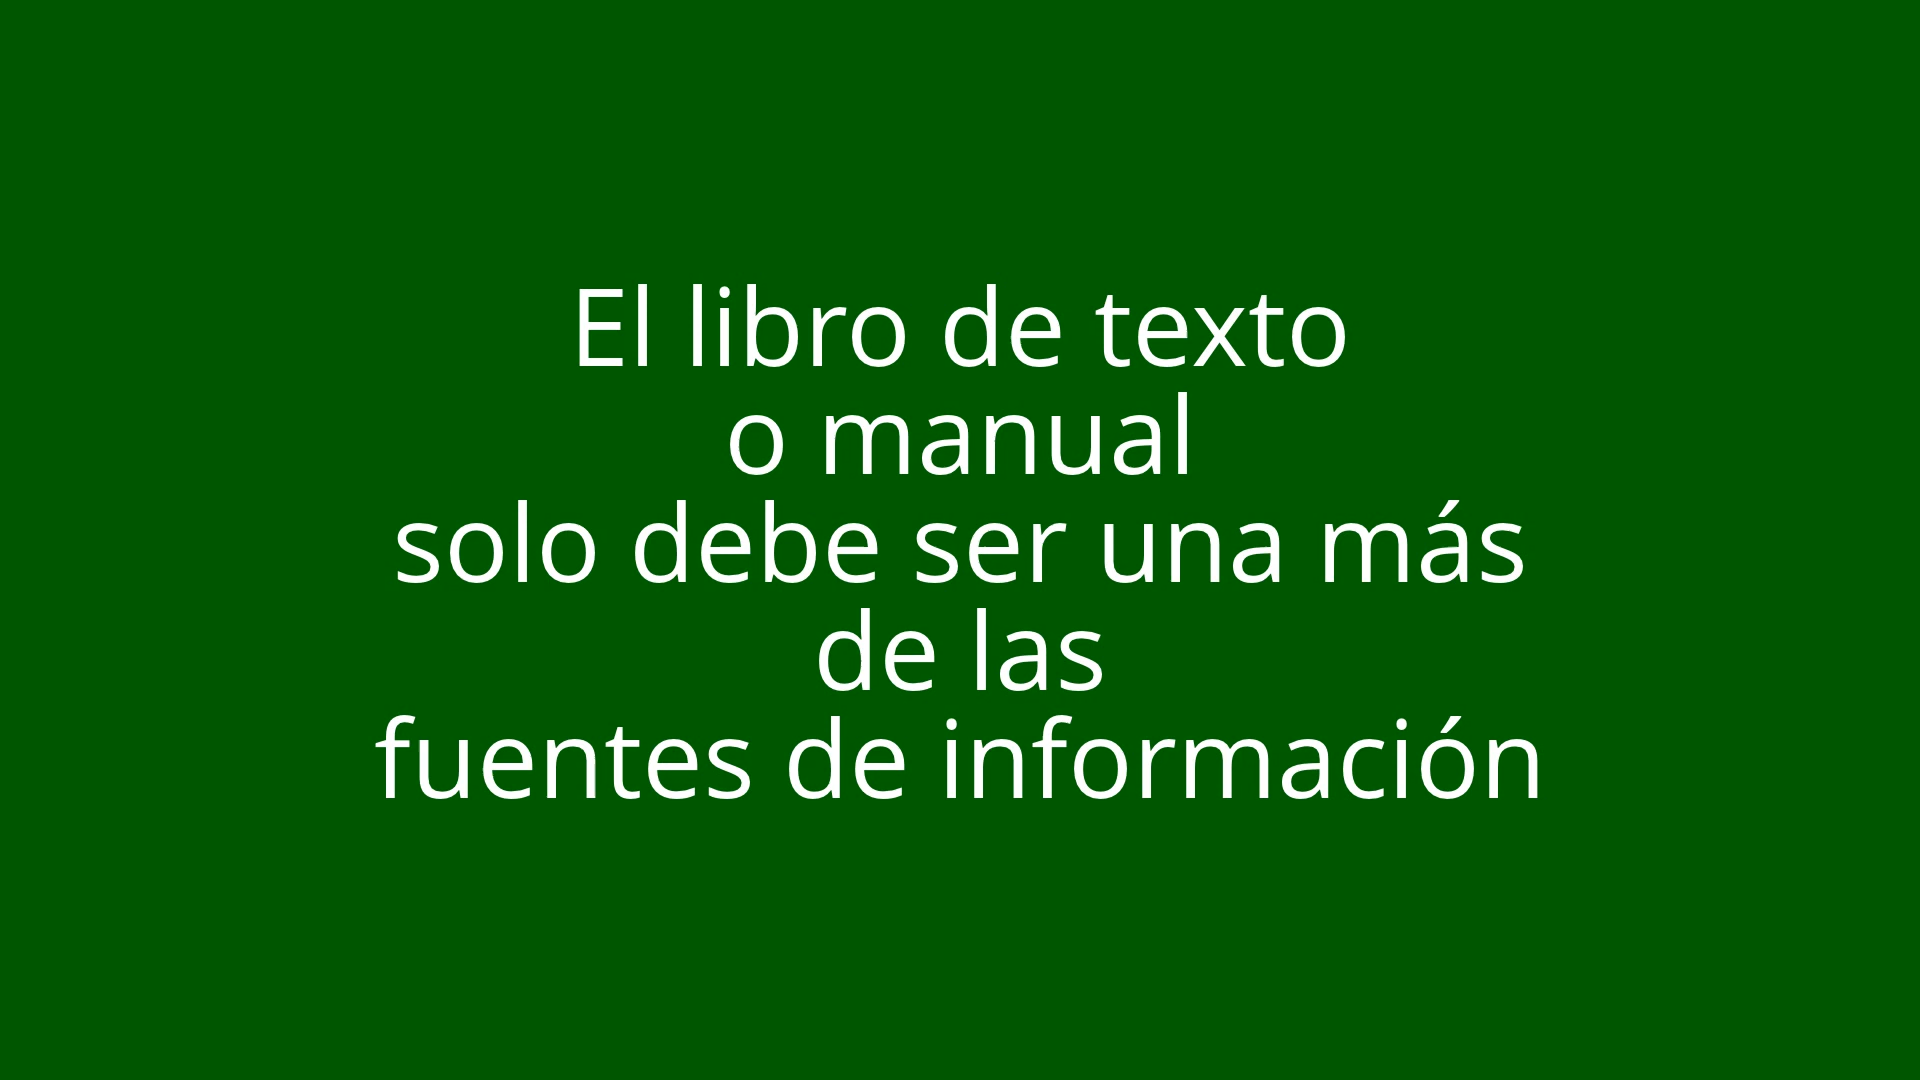 El libro de texto
o manual
solo debe ser una más
de las
fuentes de información